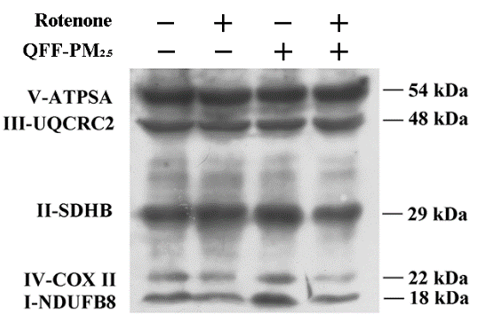 Rotenone − + − +
QFF-PM2.5 − − + +
V-ATPSA — 54 kDa
III-UQCRC2 — 48 kDa
II-SDHB — 29 kDa
IV-COX II — 22 kDa
I-NDUFB8 — 18 kDa